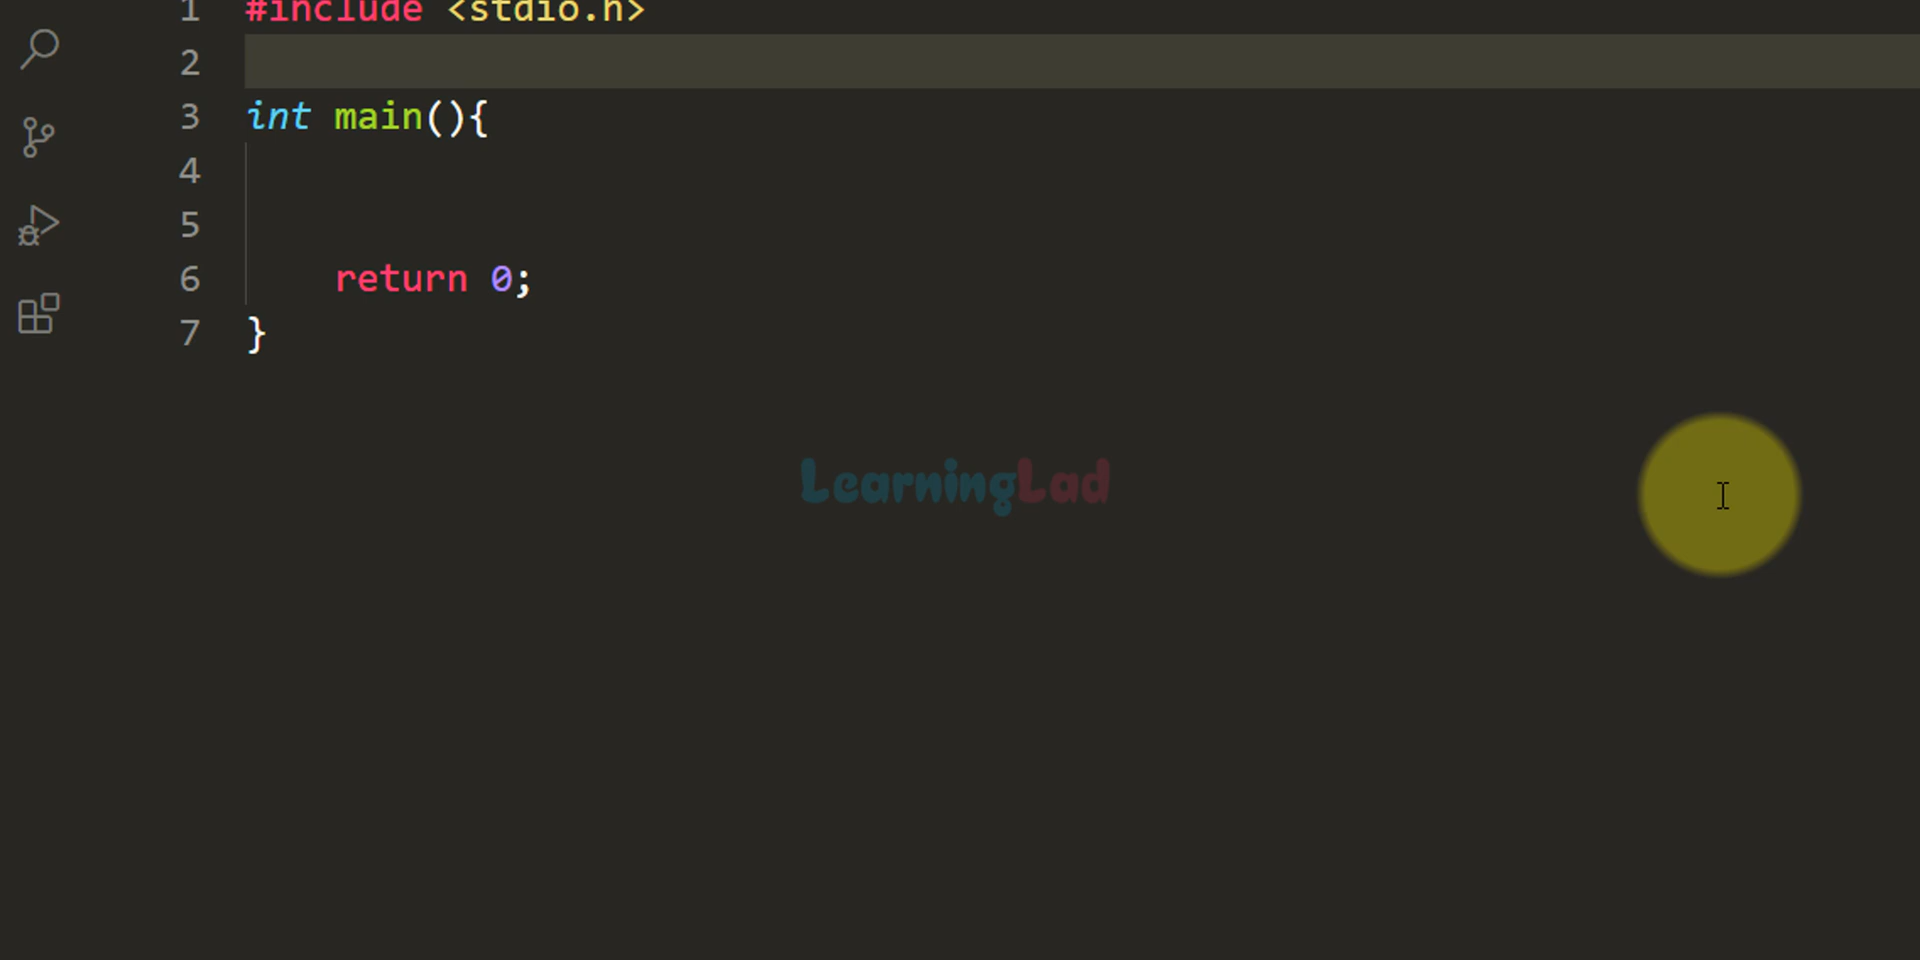 1 #include <stdio.h>
2
3 int main(){
4
5
6     return 0;
7 }
LearningLad